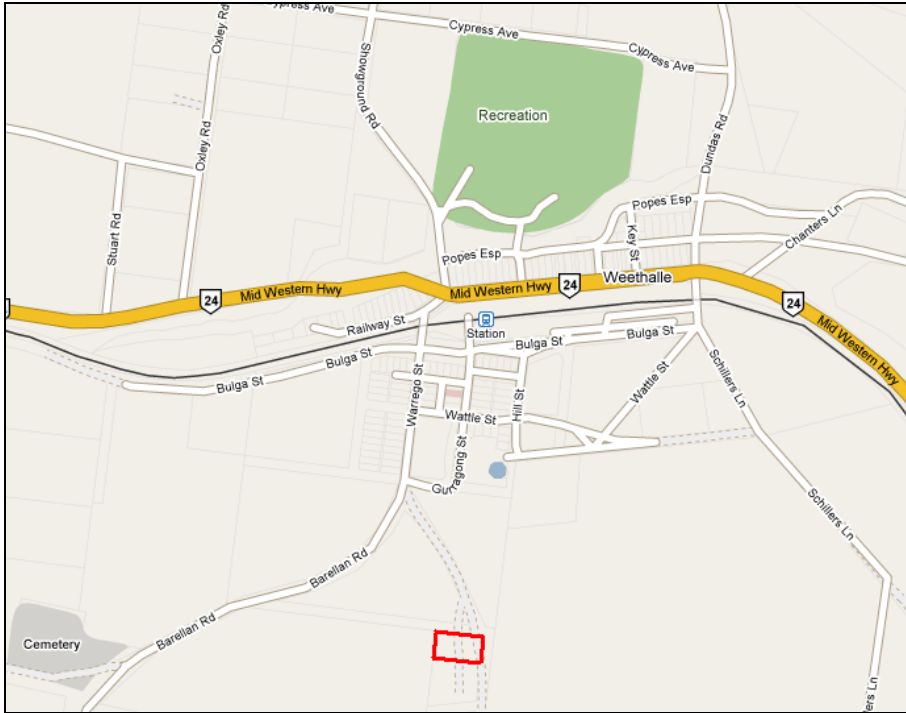 Cypress Ave
Oxley Rd
Cypress Ave
Cypress Ave
Showground Rd
Recreation
Dundas Rd
Oxley Rd
Stuart Rd
Popes Esp
Key St
Chanters Ln
Popes Esp
Weethalle
24
Mid Western Hwy
Mid Western Hwy
24
24
Railway St
Station
Mid Western Hwy
Bulga St
Bulga St
Bulga St
Warrego St
Hill St
Wattle St
Schillers Ln
Wattle St
Gurragong St
Schillers Ln
Barellan Rd
Barellan Rd
Cemetery